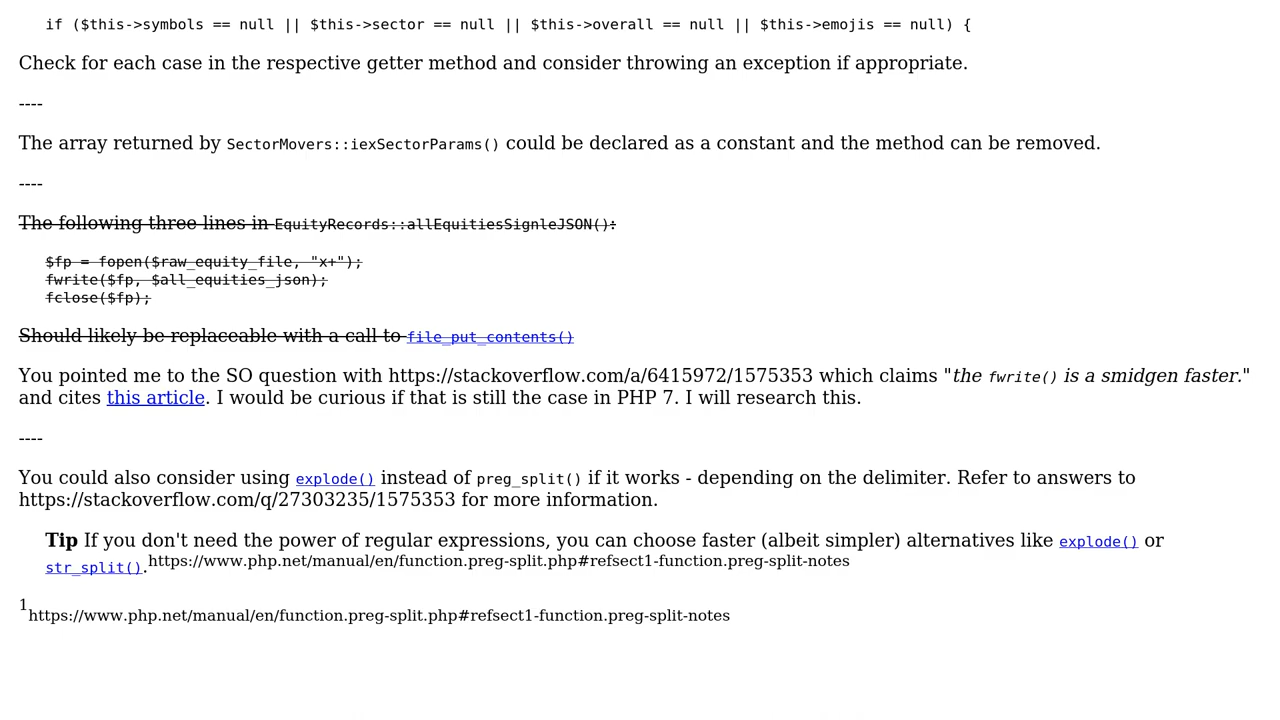 if ($this->symbols == null || $this->sector == null || $this->overall == null || $this->emojis == null) {
Check for each case in the respective getter method and consider throwing an exception if appropriate.
----
The array returned by SectorMovers::iexSectorParams() could be declared as a constant and the method can be removed.
----
The following three lines in EquityRecords::allEquitiesSignleJSON():
$fp = fopen($raw_equity_file, "x+");
fwrite($fp, $all_equities_json);
fclose($fp);
Should likely be replaceable with a call to file_put_contents()
You pointed me to the SO question with https://stackoverflow.com/a/6415972/1575353 which claims "the fwrite() is a smidgen faster."
and cites this article. I would be curious if that is still the case in PHP 7. I will research this.
----
You could also consider using explode() instead of preg_split() if it works - depending on the delimiter. Refer to answers to
https://stackoverflow.com/q/27303235/1575353 for more information.
Tip If you don't need the power of regular expressions, you can choose faster (albeit simpler) alternatives like explode() or
str_split().https://www.php.net/manual/en/function.preg-split.php#refsect1-function.preg-split-notes
1https://www.php.net/manual/en/function.preg-split.php#refsect1-function.preg-split-notes